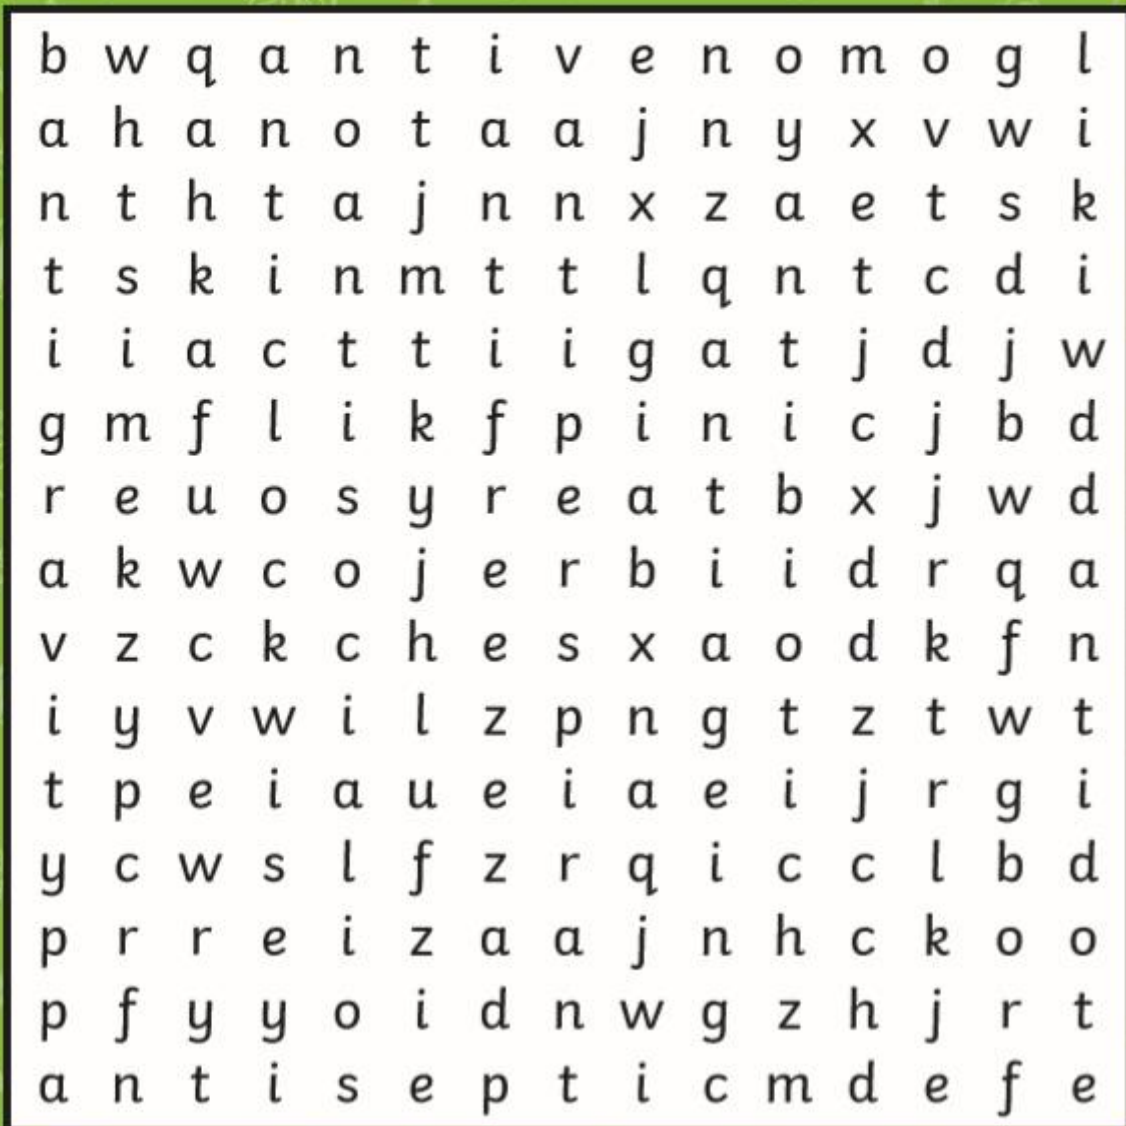 b w q a n t i v e n o m o g l
a h a n o t a a j n y x v w i
n t h t a j n n x z a e t s k
t s k i n m t t l q n t c d i
i i a c t t i i g a t j d j w
g m f l i k f p i n i c j b d
r e u o s y r e a t b x j w d
a k w c o j e r b i i d r q a
v z c k c h e s x a o d k f n
i y v w i l z p n g t z t w t
t p e i a u e i a e i j r g i
y c w s l f z r q i c c l b d
p r r e i z a a j n h c k o o
p f y y o i d n w g z h j r t
a n t i s e p t i c m d e f e